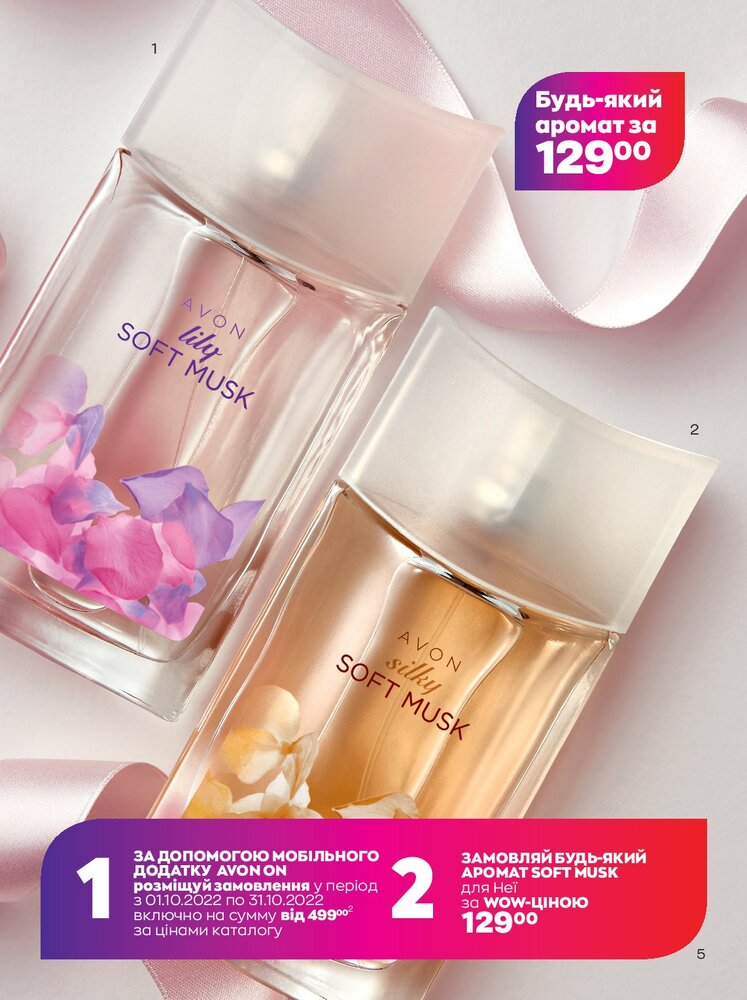 1
Будь-який
аромат за
129⁰⁰
AVON
lily
SOFT MUSK
2
AVON
silky
SOFT MUSK
1
ЗА ДОПОМОГОЮ МОБІЛЬНОГО
ДОДАТКУ AVON ON
розміщуй замовлення у період
з 01.10.2022 по 31.10.2022
включно на сумму від 499⁰⁰²
за цінами каталогу
2
ЗАМОВЛЯЙ БУДЬ-ЯКИЙ
АРОМАТ SOFT MUSK
для Неї
за WOW-ЦІНОЮ
129⁰⁰
5